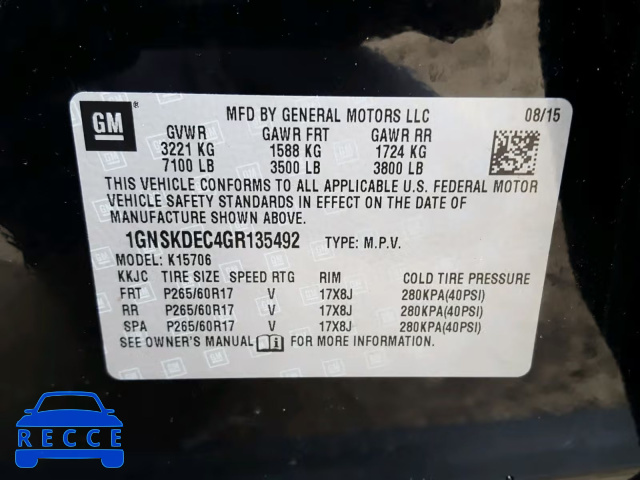 GM
MFD BY GENERAL MOTORS LLC 08/15
GVWR GAWR FRT GAWR RR
3221 KG 1588 KG 1724 KG
7100 LB 3500 LB 3800 LB
THIS VEHICLE CONFORMS TO ALL APPLICABLE U.S. FEDERAL MOTOR
VEHICLE SAFETY STANDARDS IN EFFECT ON THE DATE OF
MANUFACTURE SHOWN ABOVE.
1GNSKDEC4GR135492 TYPE: M.P.V.
MODEL: K15706
KKJC TIRE SIZE SPEED RTG RIM COLD TIRE PRESSURE
FRT P265/60R17 V 17X8J 280KPA(40PSI)
RR P265/60R17 V 17X8J 280KPA(40PSI)
SPA P265/60R17 V 17X8J 280KPA(40PSI)
SEE OWNER'S MANUAL FOR MORE INFORMATION.
RECCE